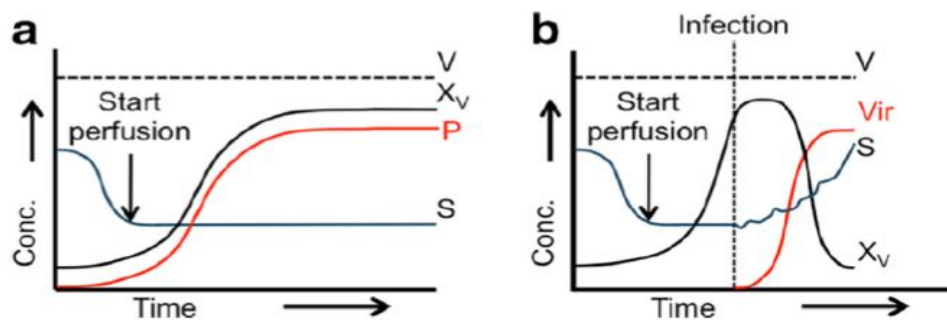 a
V
X_V
P
S
Start
perfusion
Conc.
Time
b
Infection
V
Vir
S
X_V
Start
perfusion
Conc.
Time